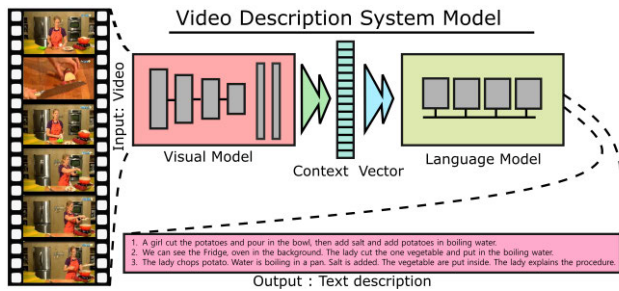 Video Description System Model
Input: Video
Visual Model
Context Vector
Language Model
1. A girl cut the potatoes and pour in the bowl, then add salt and add potatoes in boiling water.
2. We can see the Fridge, oven in the background. The lady cut the one vegetable and put in the boiling water.
3. The lady chops potato. Water is boiling in a pan. Salt is added. The vegetable are put inside. The lady explains the procedure.
Output : Text description